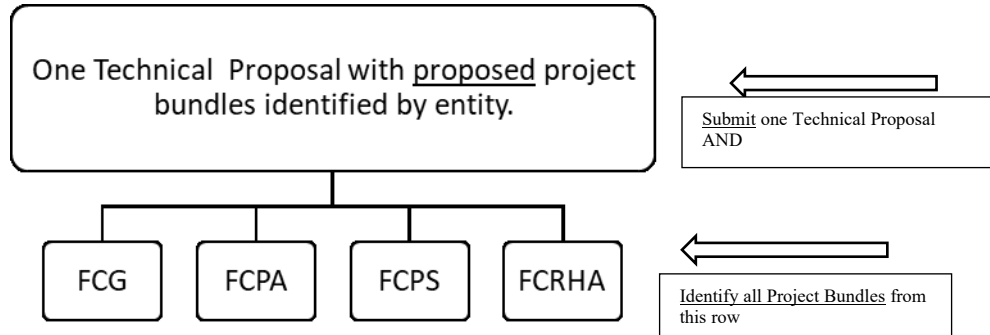 One Technical Proposal with proposed project
bundles identified by entity.
Submit one Technical Proposal
AND
FCG
FCPA
FCPS
FCRHA
Identify all Project Bundles from
this row